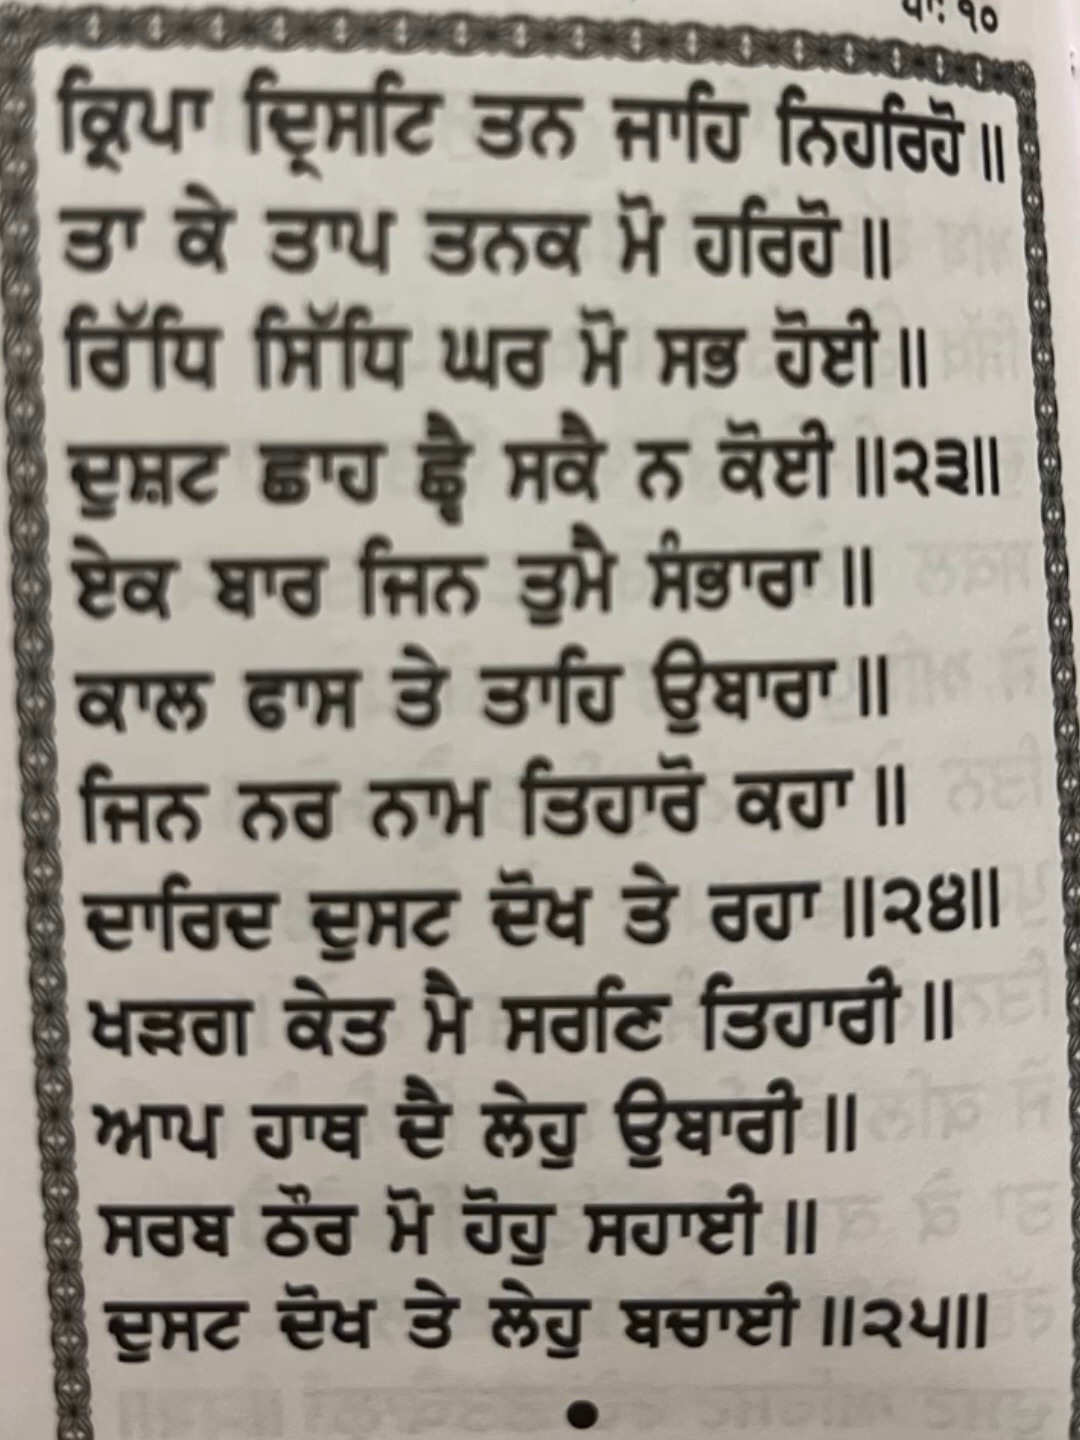 ਪਾ: ੧੦
ਕ੍ਰਿਪਾ ਦ੍ਰਿਸਟਿ ਤਨ ਜਾਹਿ ਨਿਹਰਿਹੋ ॥
ਤਾ ਕੇ ਤਾਪ ਤਨਕ ਮੋ ਹਰਿਹੋ ॥
ਰਿੱਧਿ ਸਿੱਧਿ ਘਰ ਮੋ ਸਭ ਹੋਈ ॥
ਦੁਸ਼ਟ ਛਾਹ ਛ੍ਵੈ ਸਕੈ ਨ ਕੋਈ ॥੨੩॥
ਏਕ ਬਾਰ ਜਿਨ ਤੁਮੈ ਸੰਭਾਰਾ ॥
ਕਾਲ ਫਾਸ ਤੇ ਤਾਹਿ ਉਬਾਰਾ ॥
ਜਿਨ ਨਰ ਨਾਮ ਤਿਹਾਰੋ ਕਹਾ ॥
ਦਾਰਿਦ ਦੁਸਟ ਦੋਖ ਤੇ ਰਹਾ ॥੨੪॥
ਖੜਗ ਕੇਤ ਮੈ ਸਰਣਿ ਤਿਹਾਰੀ ॥
ਆਪ ਹਾਥ ਦੈ ਲੇਹੁ ਉਬਾਰੀ ॥
ਸਰਬ ਠੌਰ ਮੋ ਹੋਹੁ ਸਹਾਈ ॥
ਦੁਸਟ ਦੋਖ ਤੇ ਲੇਹੁ ਬਚਾਈ ॥੨੫॥